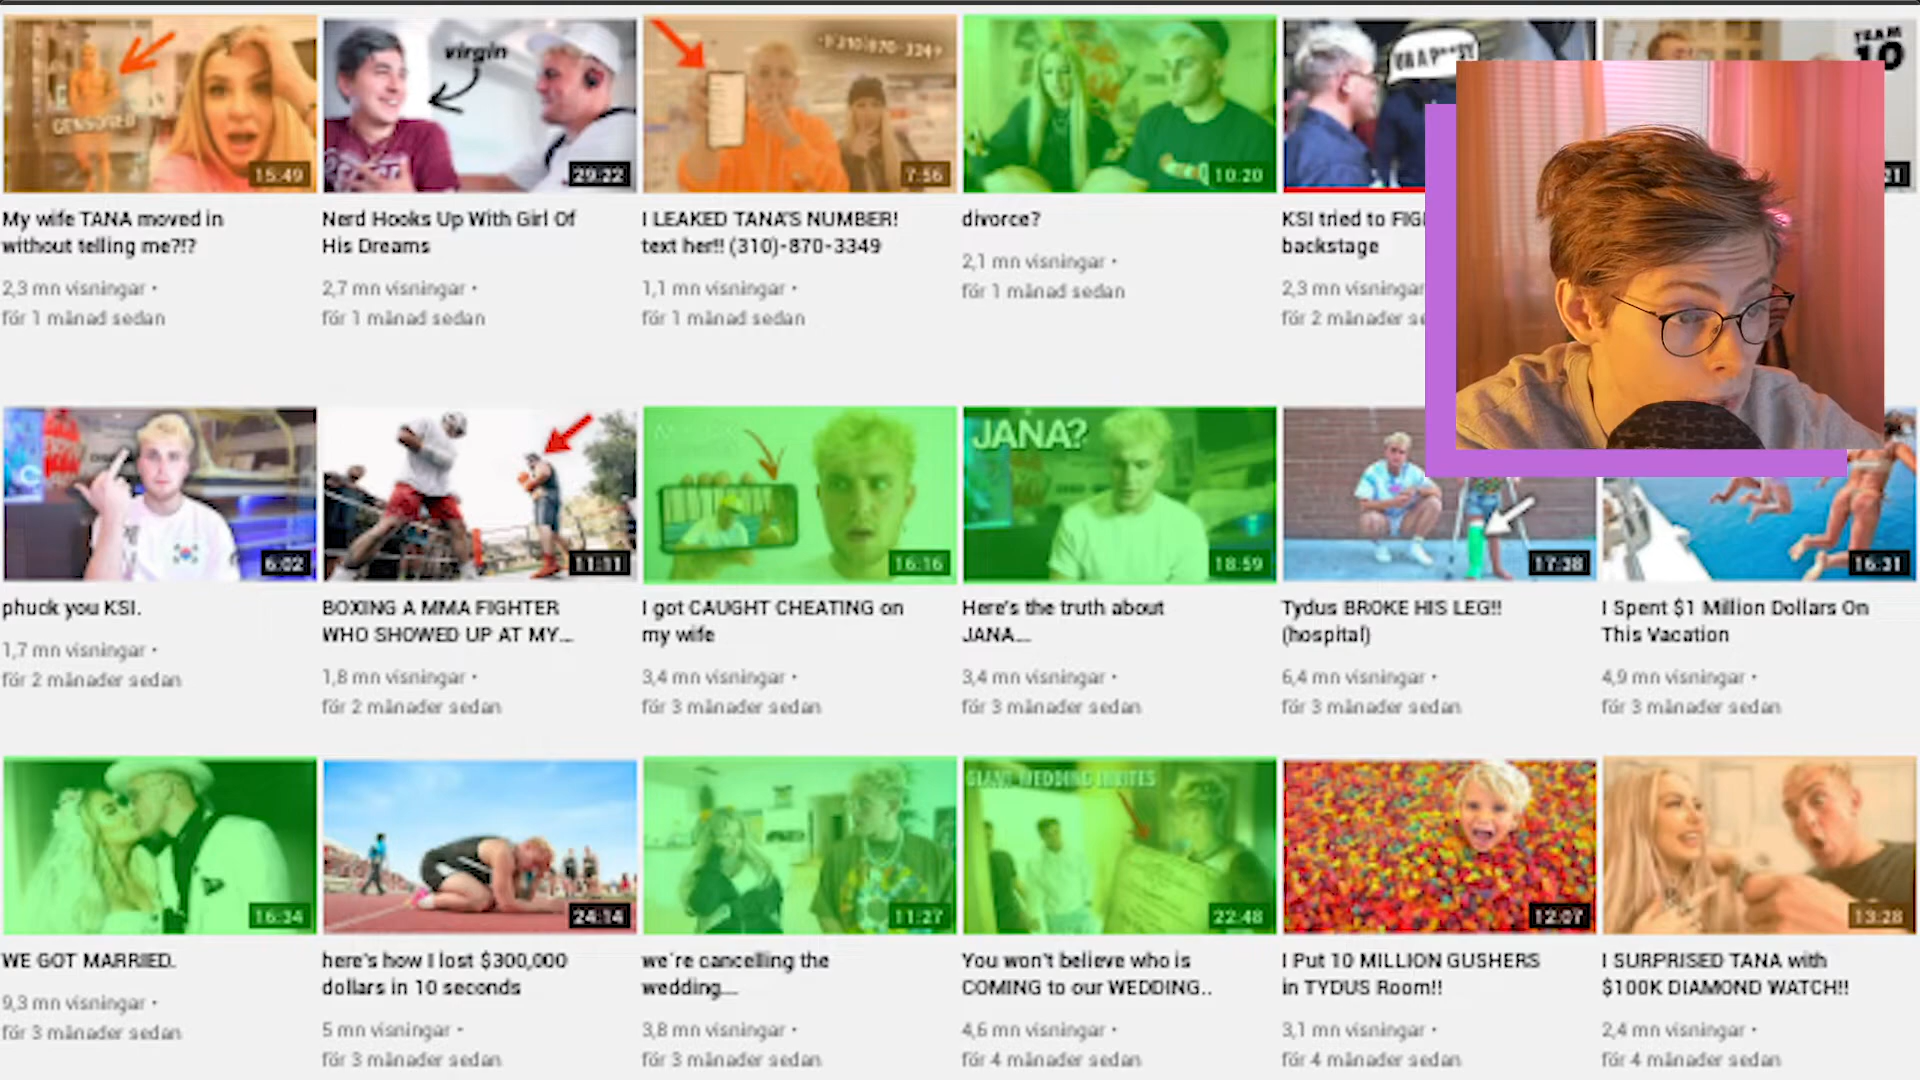 CENSORED
15:49
virgin
29:22
7:56
10:20
TEAM
10
21
My wife TANA moved in
without telling me?!?
2,3 mn visningar •
för 1 månad sedan
Nerd Hooks Up With Girl Of
His Dreams
2,7 mn visningar •
för 1 månad sedan
I LEAKED TANA'S NUMBER!
text her!! (310)-870-3349
1,1 mn visningar •
för 1 månad sedan
divorce?
2,1 mn visningar •
för 1 månad sedan
KSI tried to
backstage
2,3 mn visningar
för 2 månader
6:02
11:11
16:16
JANA?
18:59
17:38
16:31
phuck you KSI.
1,7 mn visningar •
för 2 månader sedan
BOXING A MMA FIGHTER
WHO SHOWED UP AT MY...
1,8 mn visningar •
för 2 månader sedan
I got CAUGHT CHEATING on
my wife
3,4 mn visningar •
för 3 månader sedan
Here's the truth about
JANA...
3,4 mn visningar •
för 3 månader sedan
Tydus BROKE HIS LEG!!
(hospital)
6,4 mn visningar •
för 3 månader sedan
I Spent $1 Million Dollars On
This Vacation
4,9 mn visningar •
för 3 månader sedan
16:34
24:14
11:27
GIANT WEDDING INVITES
22:48
12:07
13:28
WE GOT MARRIED.
9,3 mn visningar •
för 3 månader sedan
here's how I lost $300,000
dollars in 10 seconds
5 mn visningar •
för 3 månader sedan
we´re cancelling the
wedding...
3,8 mn visningar •
för 3 månader sedan
You won't believe who is
COMING to our WEDDING..
4,6 mn visningar •
för 4 månader sedan
I Put 10 MILLION GUSHERS
in TYDUS Room!!
3,1 mn visningar •
för 4 månader sedan
I SURPRISED TANA with
$100K DIAMOND WATCH!!
2,4 mn visningar •
för 4 månader sedan